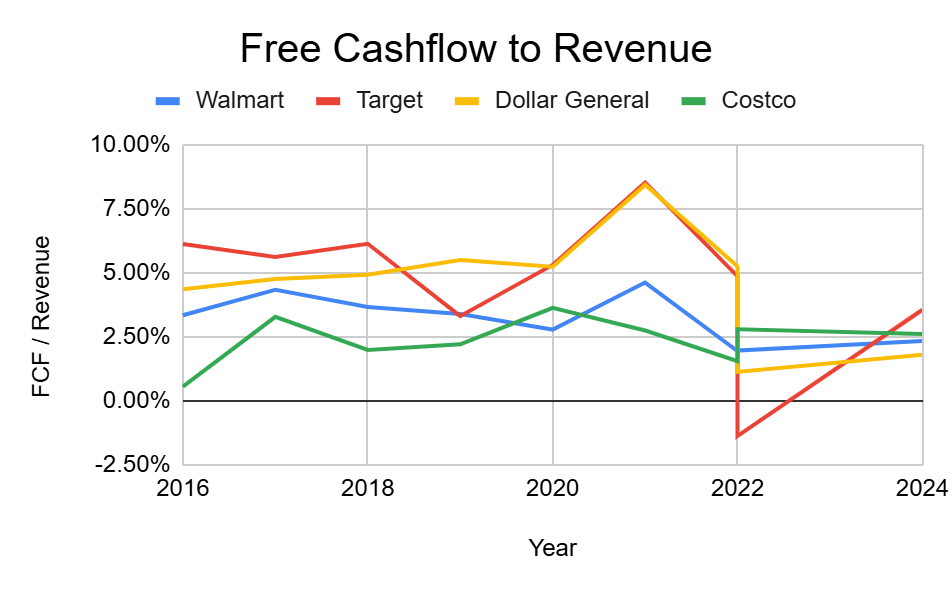 Free Cashflow to Revenue
Walmart Target Dollar General Costco
10.00%
7.50%
5.00%
2.50%
0.00%
-2.50%
FCF / Revenue
2016 2018 2020 2022 2024
Year